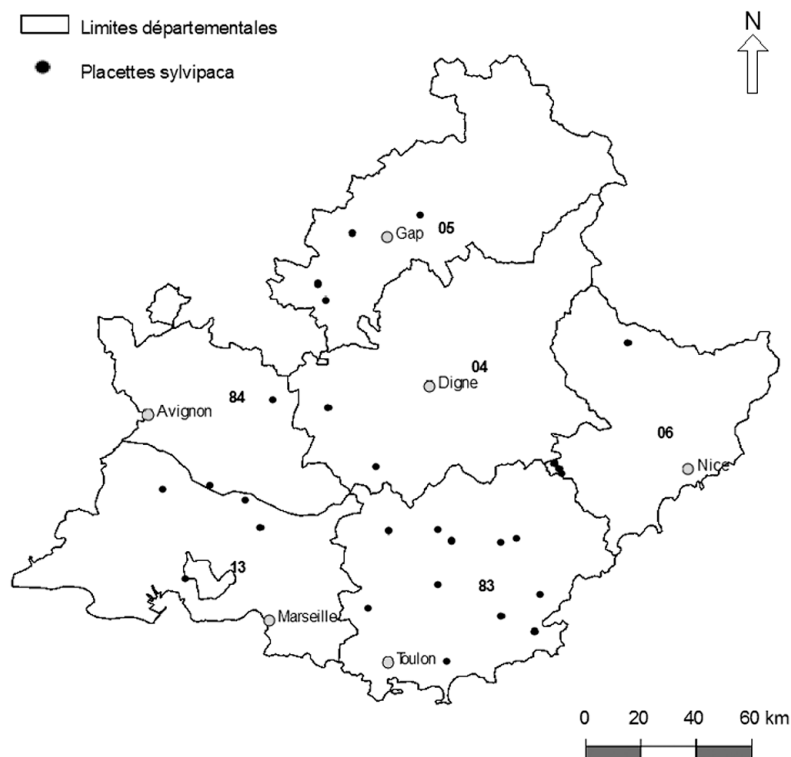 Limites départementales
Placettes sylvipaca
N
Gap
05
04
Digne
84
Avignon
06
Nice
13
83
Marseille
Toulon
0 20 40 60 km